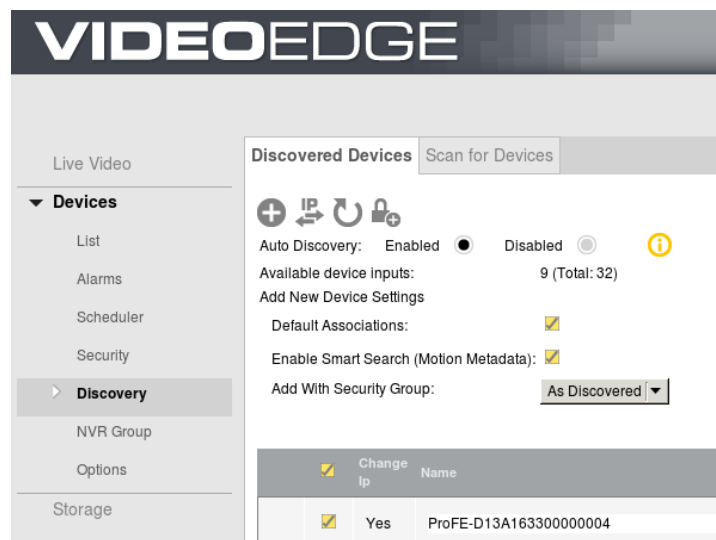 VIDEOEDGE
Live Video
Devices
List
Alarms
Scheduler
Security
Discovery
NVR Group
Options
Storage
Discovered Devices Scan for Devices
IP
Auto Discovery: Enabled Disabled
Available device inputs: 9 (Total: 32)
Add New Device Settings
Default Associations:
Enable Smart Search (Motion Metadata):
Add With Security Group: As Discovered
Change Ip Name
Yes ProFE-D13A163300000004